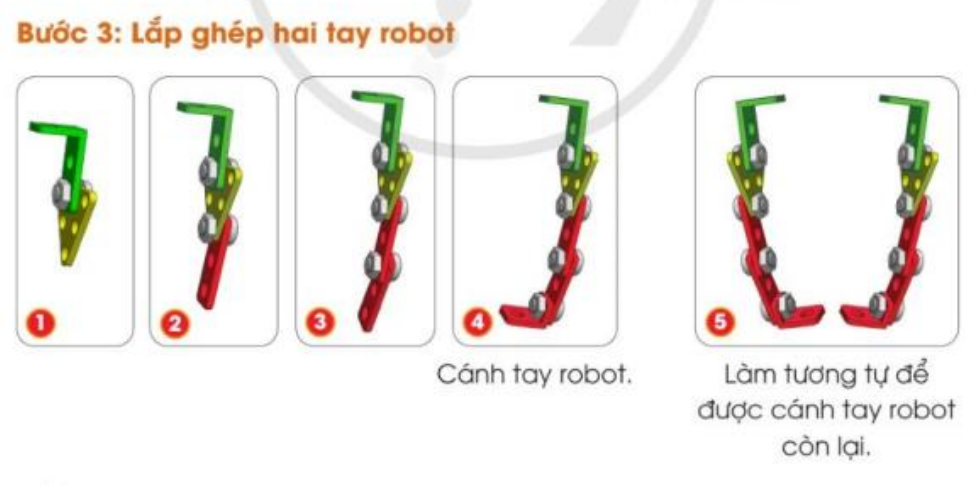 Bước 3: Lắp ghép hai tay robot
1
2
3
4
5
Cánh tay robot.
Làm tương tự để
được cánh tay robot
còn lại.